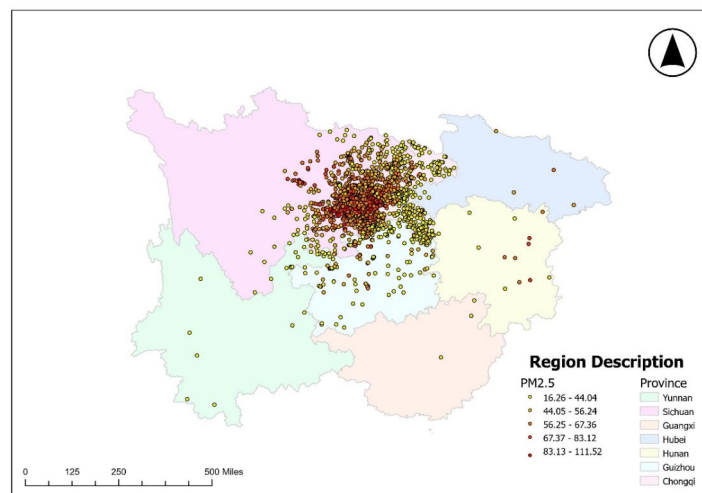 Region Description
PM2.5
16.26 - 44.04
44.05 - 56.24
56.25 - 67.36
67.37 - 83.12
83.13 - 111.52
Province
Yunnan
Sichuan
Guangxi
Hubei
Hunan
Guizhou
Chongqi
0 125 250 500 Miles